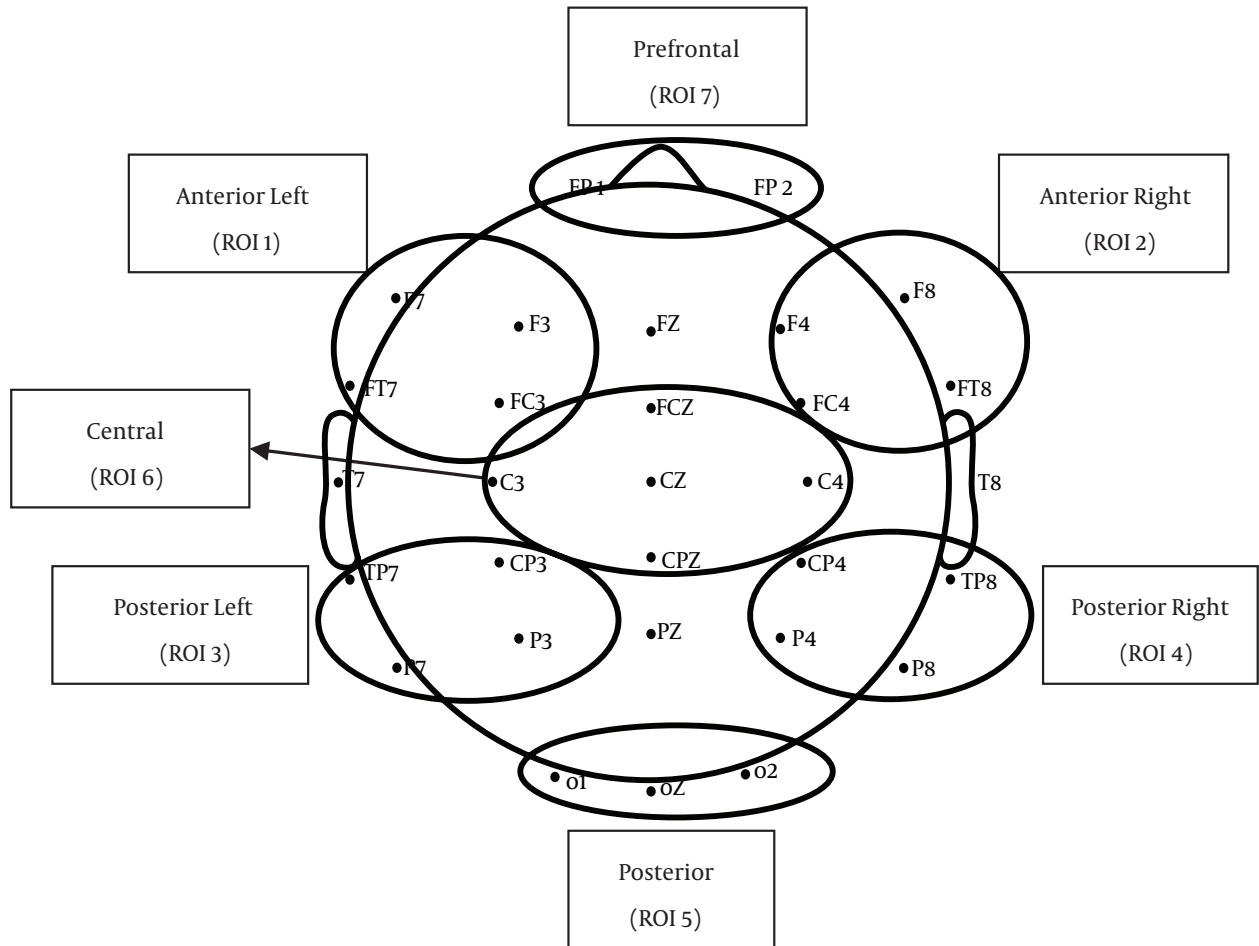 Prefrontal
(ROI 7)
Anterior Left
(ROI 1)
Anterior Right
(ROI 2)
FP 1
FP 2
F7
F3
FZ
F4
F8
FT7
FC3
FCZ
FC4
FT8
Central
(ROI 6)
T7
C3
CZ
C4
T8
TP7
CP3
CPZ
CP4
TP8
Posterior Left
(ROI 3)
Posterior Right
(ROI 4)
P7
P3
PZ
P4
P8
o1
oZ
o2
Posterior
(ROI 5)